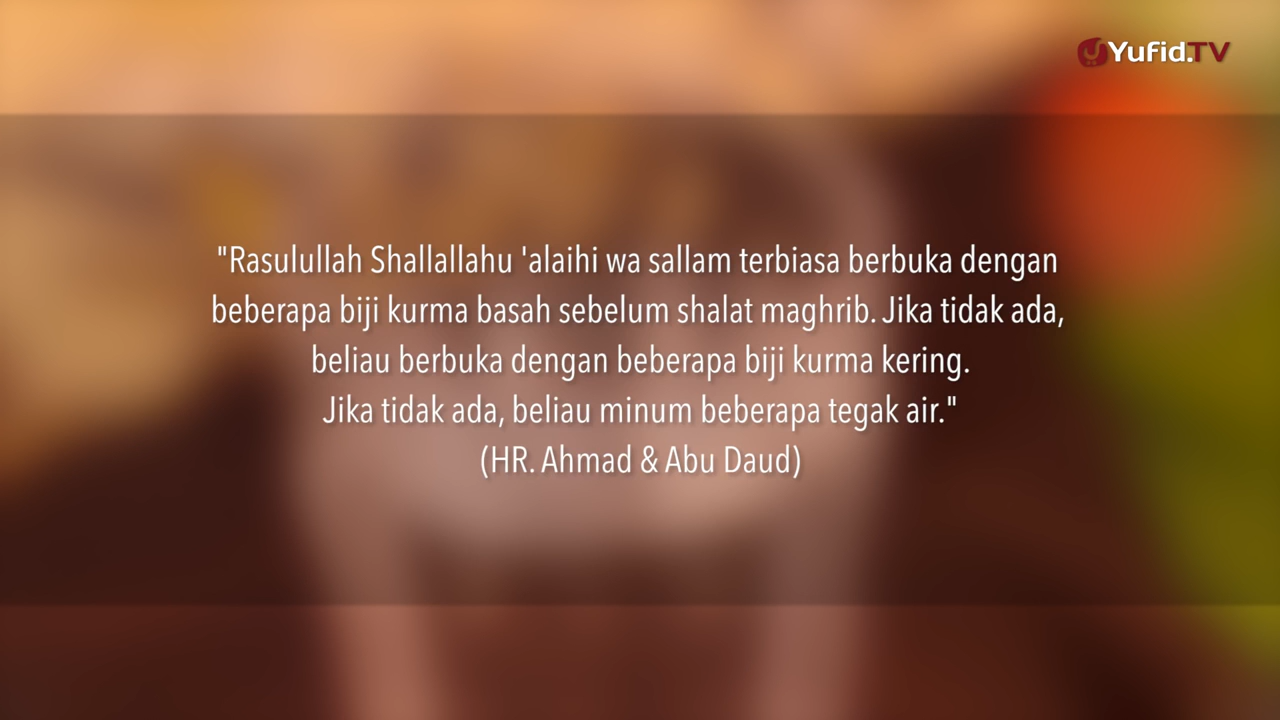 Yufid.TV
"Rasulullah Shallallahu 'alaihi wa sallam terbiasa berbuka dengan
beberapa biji kurma basah sebelum shalat maghrib. Jika tidak ada,
beliau berbuka dengan beberapa biji kurma kering.
Jika tidak ada, beliau minum beberapa tegak air."
(HR. Ahmad & Abu Daud)